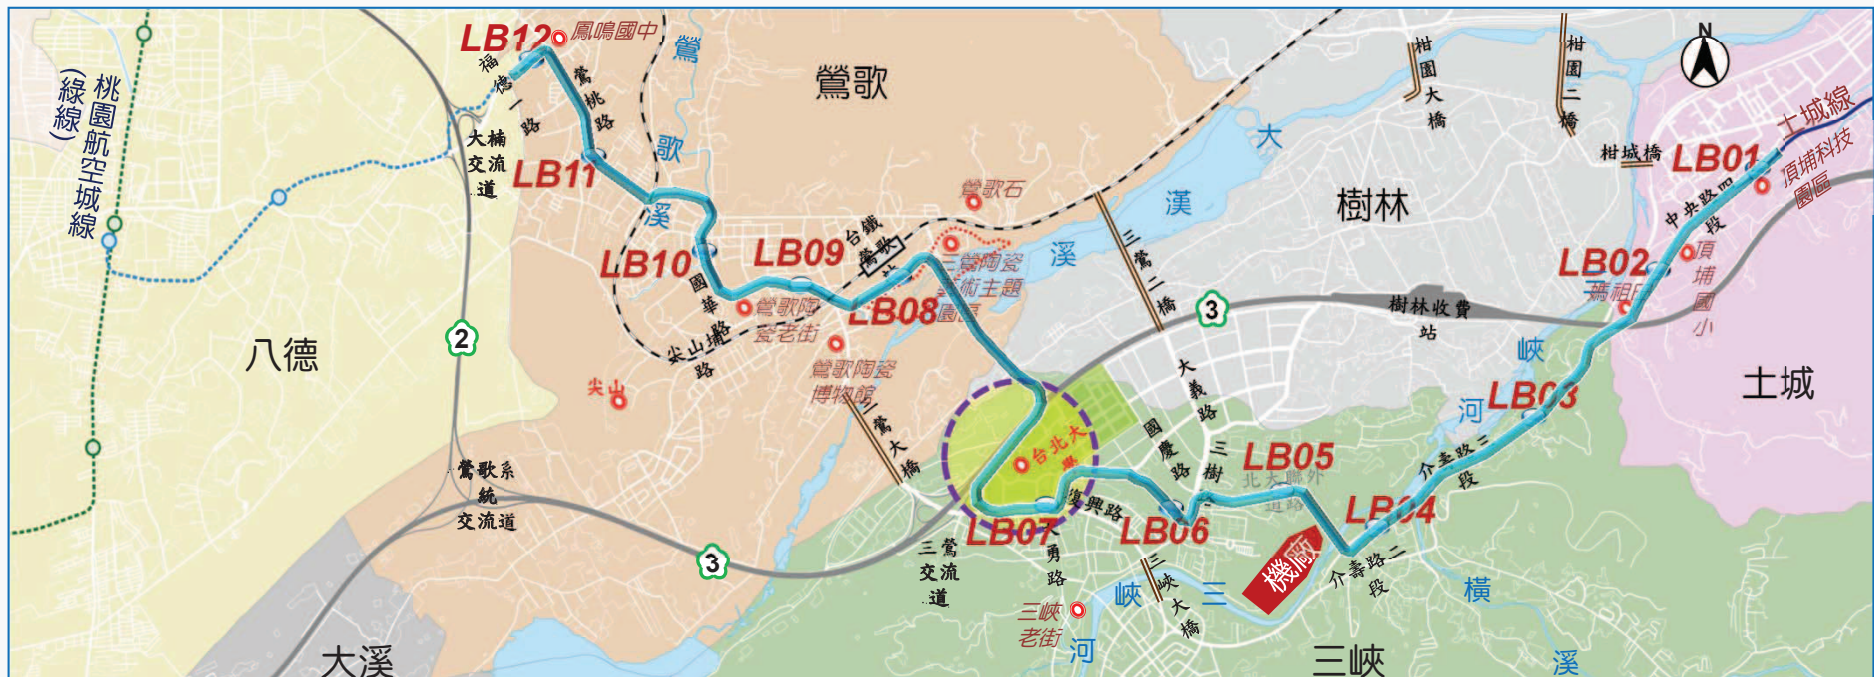 LB12
鳳鳴國中
福德一路
鶯桃路
鶯歌溪
鶯歌
桃園航空城線
(綠線)
大楠
交流
道
LB11
LB10
LB09
LB08
國華路
台鐵
鶯歌站
鶯歌石
三鶯陶瓷
藝術主題
園區
鶯歌陶
瓷老街
鶯歌陶瓷
博物館
尖山埔路
尖山
八德
2
鶯歌系
統
交流道
3
大溪
三鶯大橋
三鶯二橋
大漢溪
樹林
柑園大橋
柑園二橋
柑城橋
N
土城線
LB01
頂埔科技
園區
中央路四段
LB02
媽祖田
頂埔國小
3
樹林收費
站
土城
三峽河
LB03
介壽路三段
大義路
國慶路
三樹路
LB05
北大聯外
道路
LB04
介壽路二段
台北大學
復興路
LB07
LB06
大勇路
三鶯
交流
道
三峽大橋
三峽
老街
三峽河
機廠
三峽
橫溪